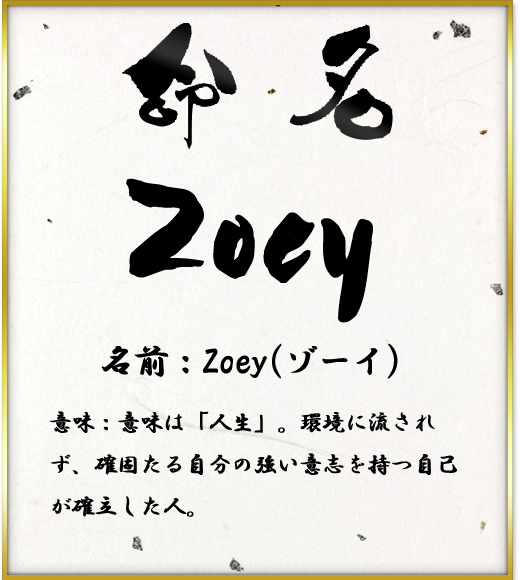 命名
Zoey
名前：Zoey(ゾーイ)
意味：意味は「人生」。環境に流され
ず、確固たる自分の強い意志を持つ自己
が確立した人。